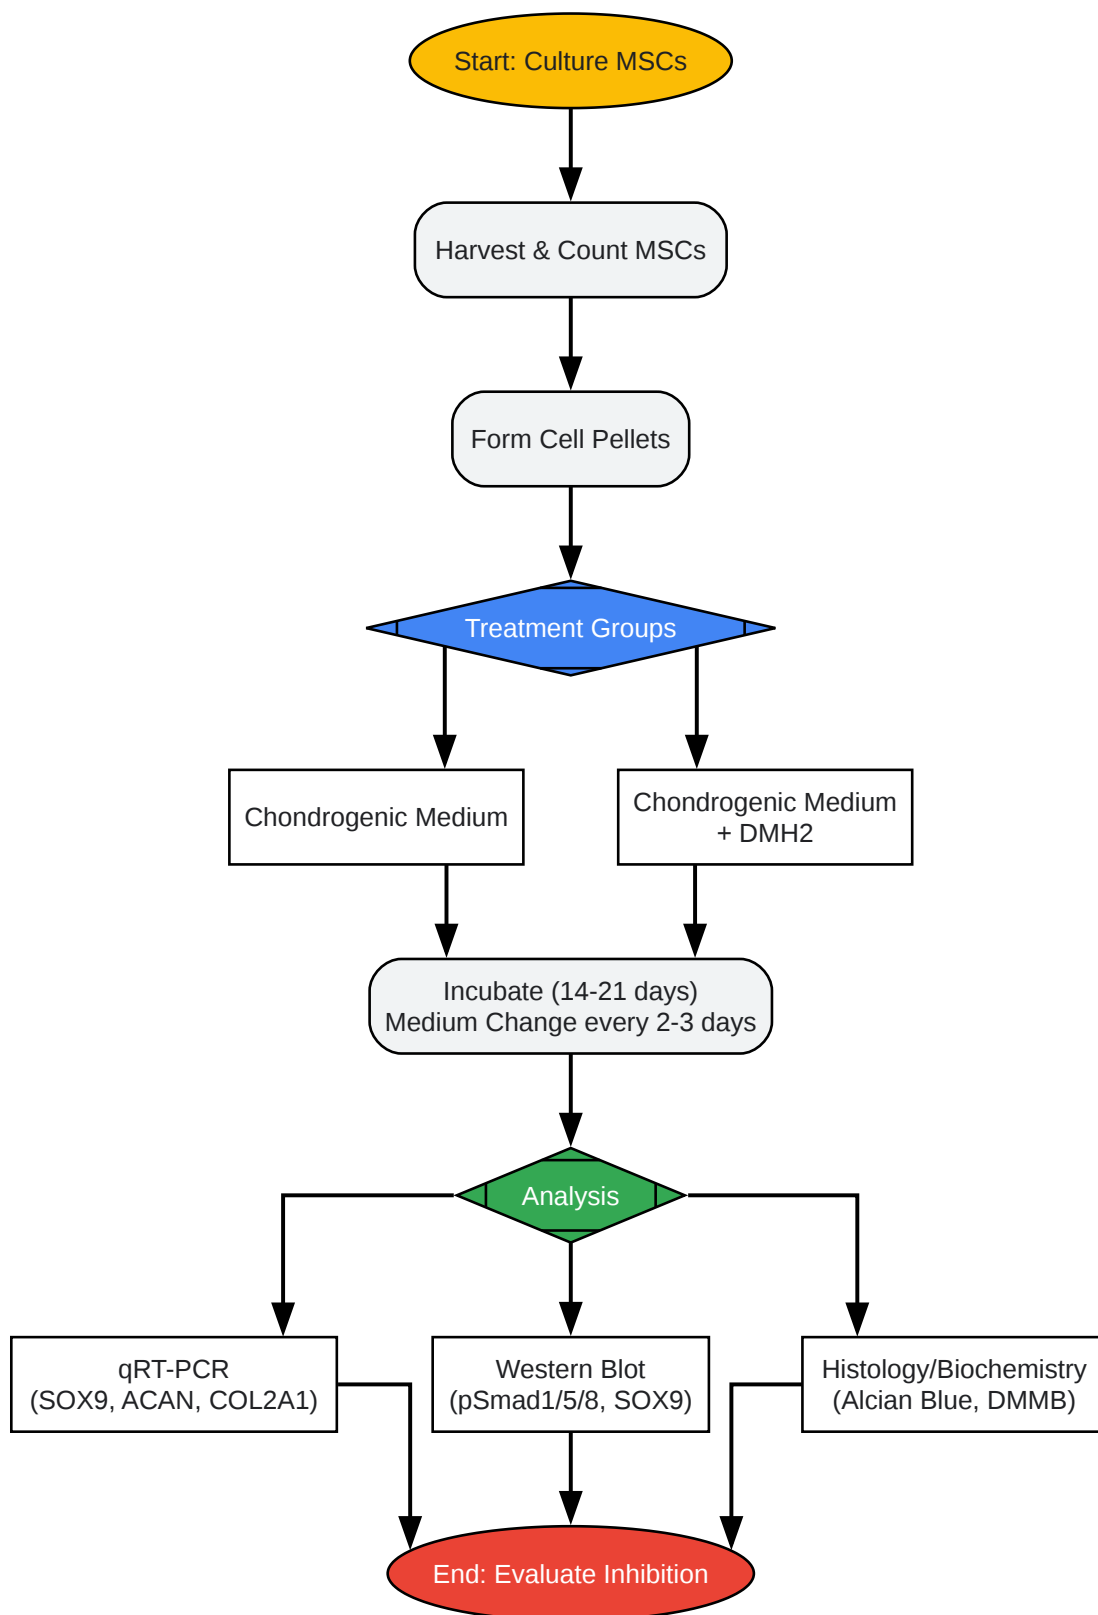 Start: Culture MSCs
Harvest & Count MSCs
Form Cell Pellets
Treatment Groups
Chondrogenic Medium
Chondrogenic Medium
+ DMH2
Incubate (14-21 days)
Medium Change every 2-3 days
Analysis
qRT-PCR
(SOX9, ACAN, COL2A1)
Western Blot
(pSmad1/5/8, SOX9)
Histology/Biochemistry
(Alcian Blue, DMMB)
End: Evaluate Inhibition